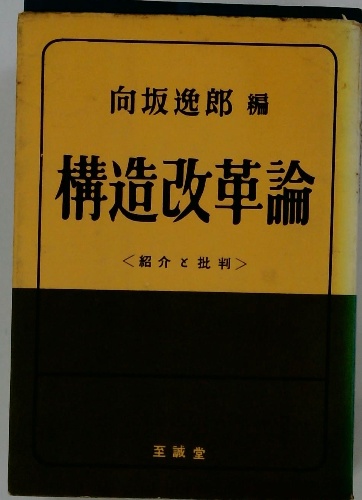 向坂逸郎 編
構造改革論
＜紹介と批判＞
至誠堂